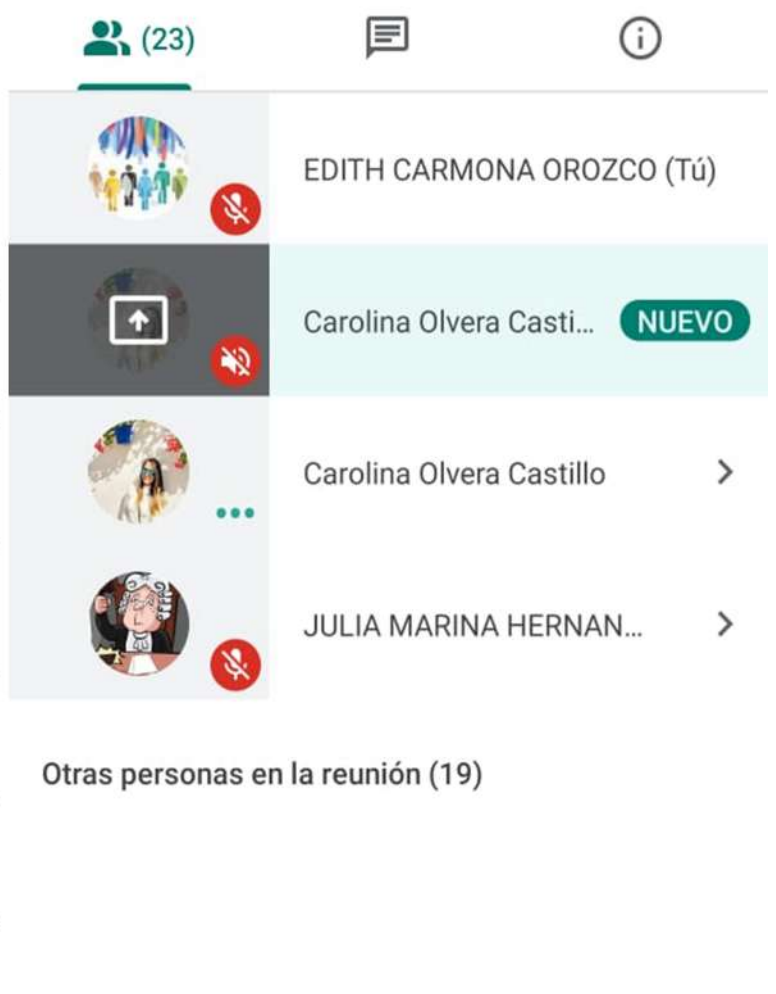 (23)
EDITH CARMONA OROZCO (Tú)
Carolina Olvera Casti... NUEVO
Carolina Olvera Castillo
JULIA MARINA HERNAN...
Otras personas en la reunión (19)